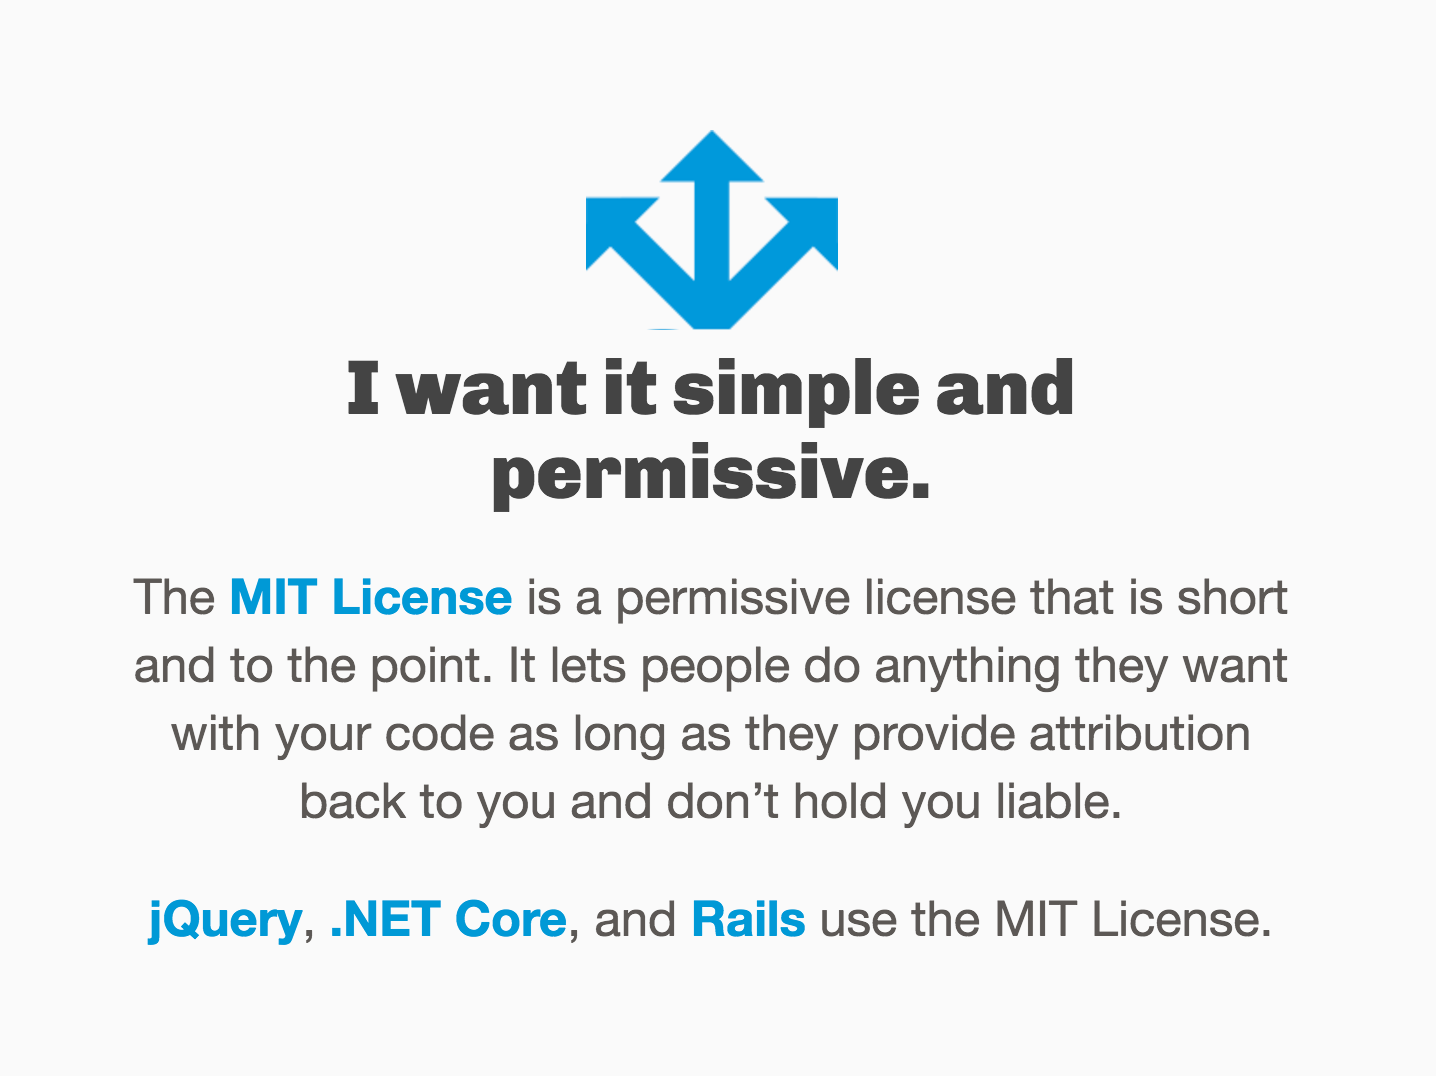 I want it simple and
permissive.
The MIT License is a permissive license that is short
and to the point. It lets people do anything they want
with your code as long as they provide attribution
back to you and don’t hold you liable.
jQuery, .NET Core, and Rails use the MIT License.